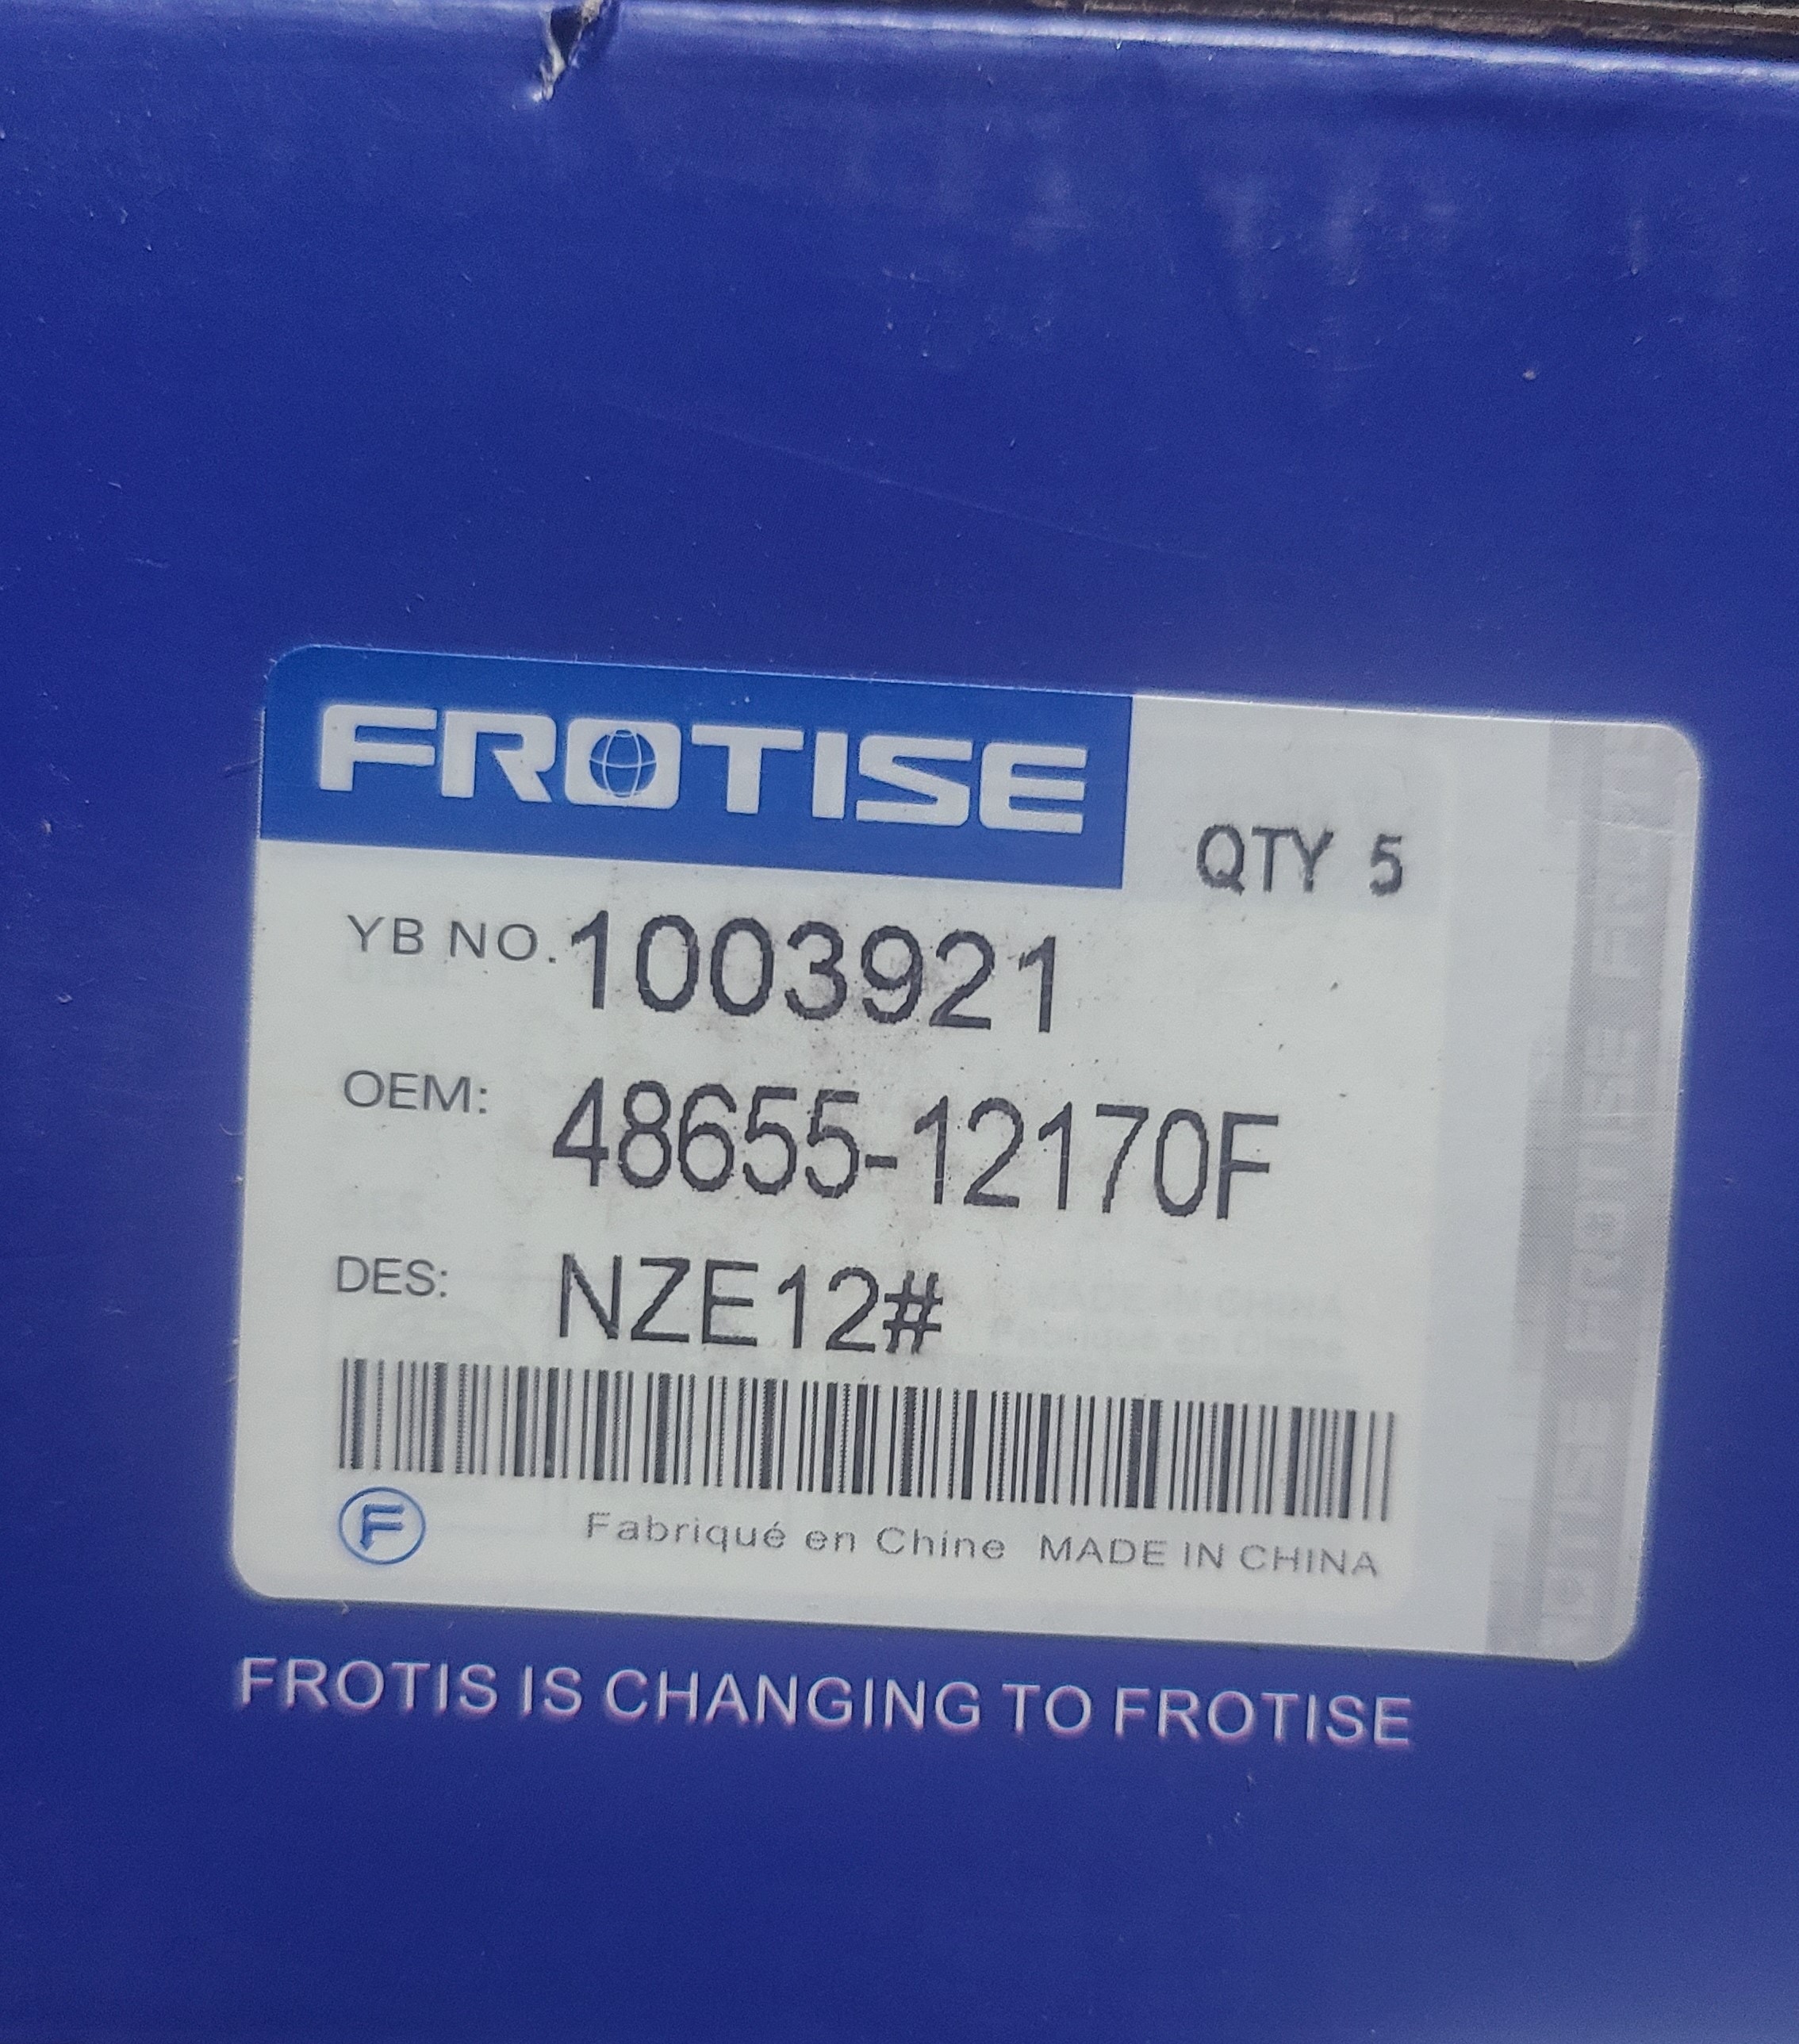 FROTISE
QTY 5
YB NO. 1003921
OEM: 48655-12170F
DES: NZE12#
F
Fabriqué en Chine MADE IN CHINA
FROTIS IS CHANGING TO FROTISE